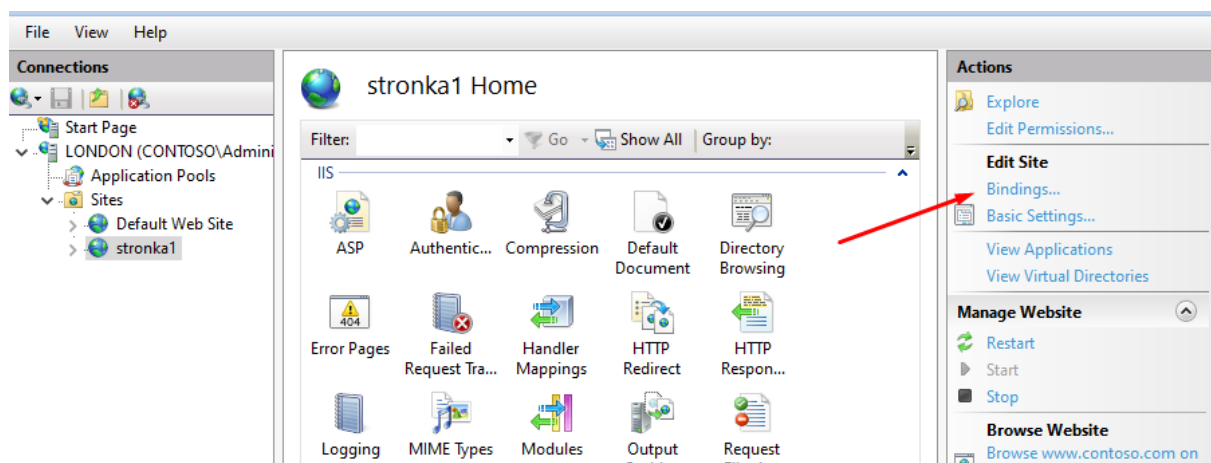 File View Help
Connections
Start Page
LONDON (CONTOSO\Admini
Application Pools
Sites
Default Web Site
stronka1
stronka1 Home
Filter: Go Show All Group by:
IIS
ASP Authentic... Compression Default Document Directory Browsing
404
Error Pages Failed Request Tra... Handler Mappings HTTP Redirect HTTP Respon...
Logging MIME Types Modules Output Request
Actions
Explore
Edit Permissions...
Edit Site
Bindings...
Basic Settings...
View Applications
View Virtual Directories
Manage Website
Restart
Start
Stop
Browse Website
Browse www.contoso.com on